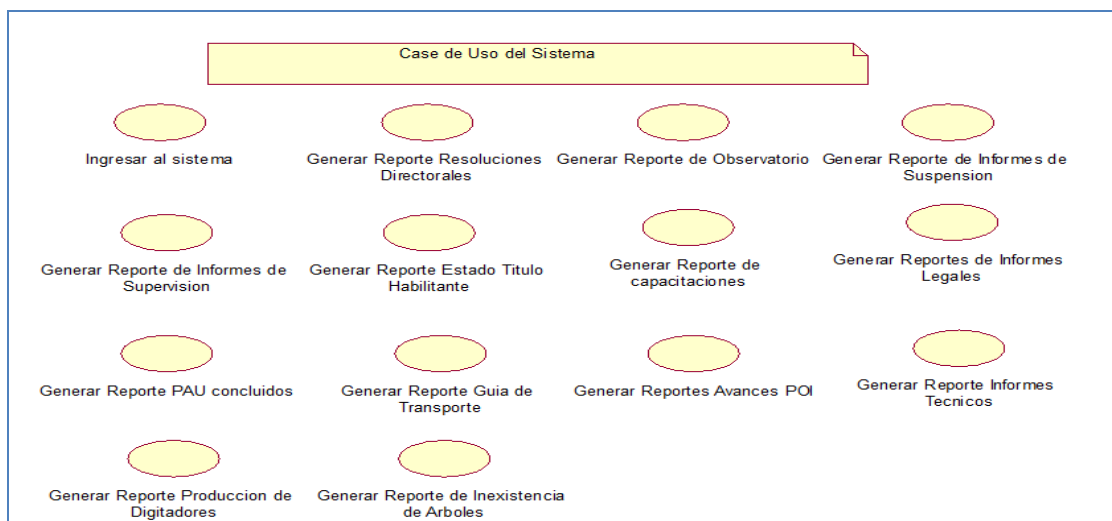 Case de Uso del Sistema
Ingresar al sistema
Generar Reporte Resoluciones
Directorales
Generar Reporte de Observatorio
Generar Reporte de Informes de
Suspension
Generar Reporte de Informes de
Supervision
Generar Reporte Estado Titulo
Habilitante
Generar Reporte de
capacitaciones
Generar Reportes de Informes
Legales
Generar Reporte PAU concluidos
Generar Reporte Guia de
Transporte
Generar Reportes Avances POI
Generar Reporte Informes
Tecnicos
Generar Reporte Produccion de
Digitadores
Generar Reporte de Inexistencia
de Arboles